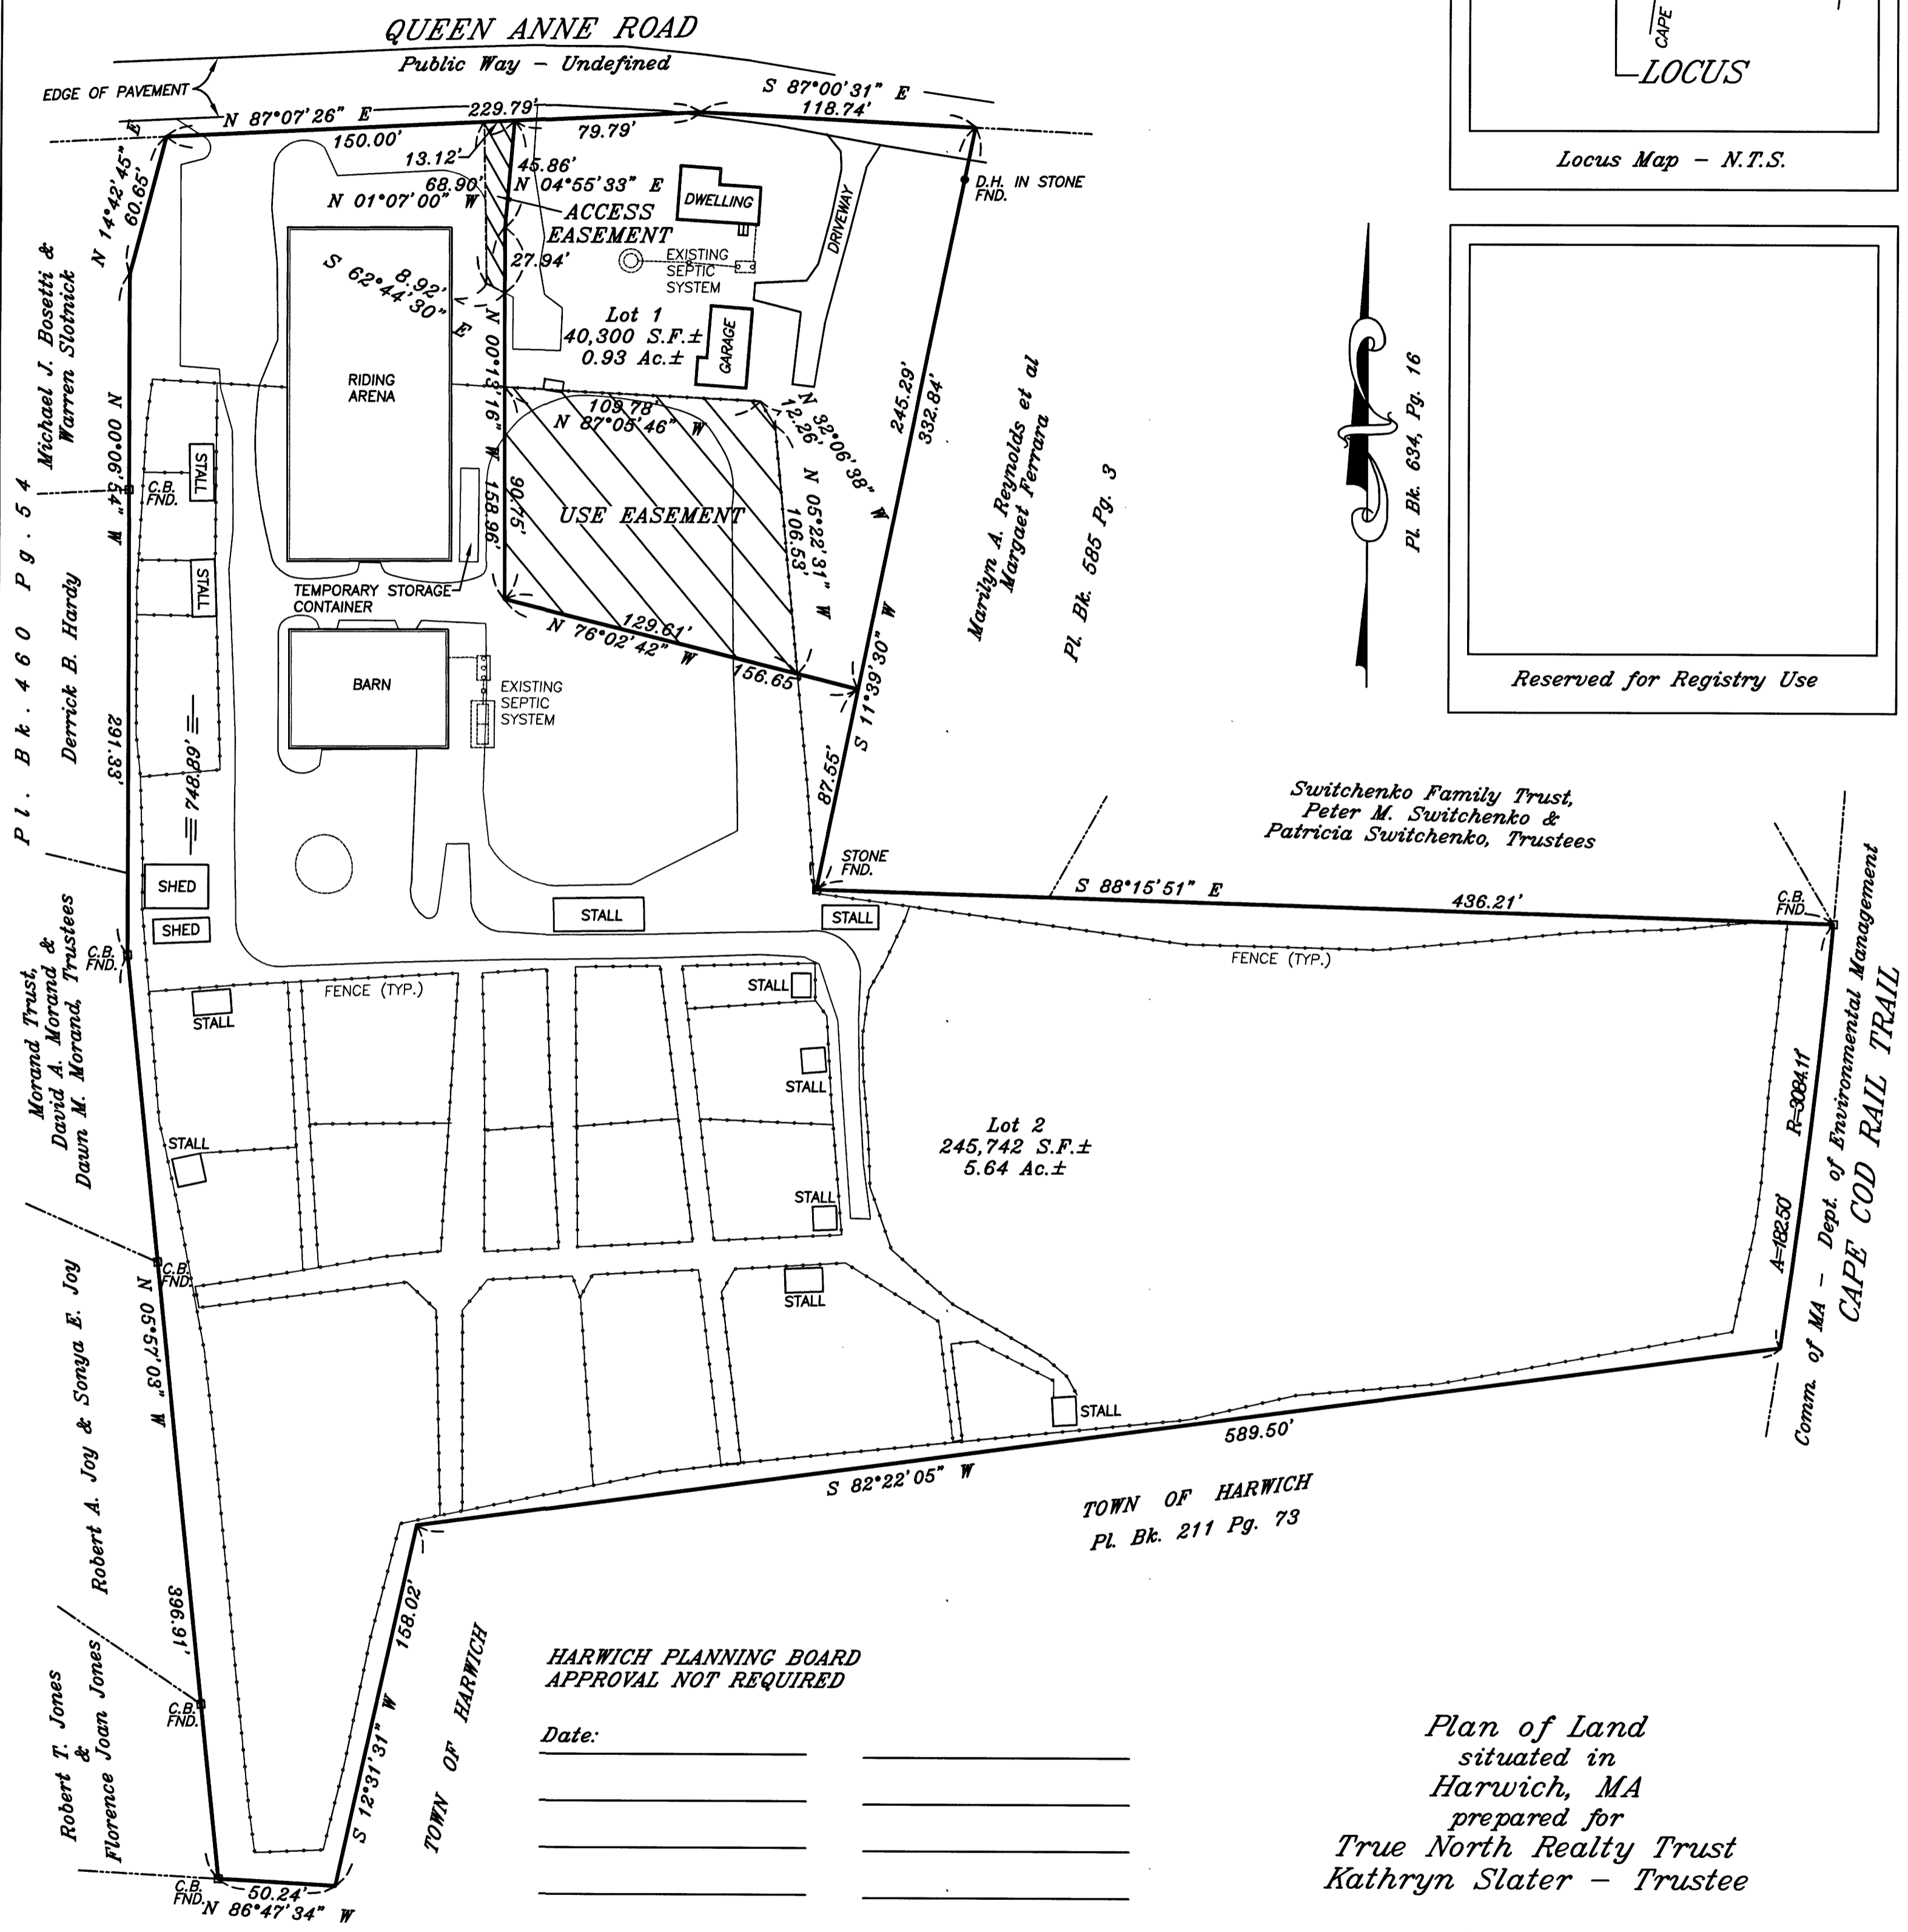 QUEEN ANNE ROAD
Public Way - Undefined
EDGE OF PAVEMENT
S 87°00'31" E
118.74'
N 87°07'26" E
229.79'
150.00'
79.79'
CAPE
LOCUS
Locus Map - N.T.S.
N 14°42'45" E
60.65'
13.12'
45.86'
68.90'
N 04°55'33" E
N 01°07'00" W
ACCESS
EASEMENT
27.94'
8.92'
S 62°44'30" E
DWELLING
DRIVEWAY
D.H. IN STONE
FND.
EXISTING
SEPTIC
SYSTEM
Lot 1
40,300 S.F.±
0.93 Ac.±
GARAGE
RIDING
ARENA
N 00°13'16" W
158.96'
90.75'
109.78'
N 87°05'46" W
12.26'
N 32°06'38" W
USE EASEMENT
N 05°22'31" W
106.53'
245.29'
332.84'
S 11°39'30" W
87.55'
Marilyn A. Reynolds et al
Margaet Ferrara
Pl. Bk. 585 Pg. 3
Pl. Bk. 634, Pg. 16
Reserved for Registry Use
Michael J. Bosetti &
Warren Slotnick
N 00°06'54" W
291.33'
C.B.
FND.
STALL
STALL
Pl. Bk. 460 Pg. 54
Derrick B. Hardy
748.89'
TEMPORARY STORAGE
CONTAINER
129.61'
N 76°02'42" W
156.65'
BARN
EXISTING
SEPTIC
SYSTEM
SHED
SHED
STALL
STALL
STONE
FND.
Switchenko Family Trust,
Peter M. Switchenko &
Patricia Switchenko, Trustees
S 88°15'51" E
436.21'
C.B.
FND.
FENCE (TYP.)
C.B.
FND.
Morand Trust,
David A. Morand &
Dawn M. Morand, Trustees
FENCE (TYP.)
STALL
STALL
STALL
STALL
STALL
Lot 2
245,742 S.F.±
5.64 Ac.±
R=3084.11'
A=182.50'
Comm. of MA - Dept. of Environmental Management
CAPE COD RAIL TRAIL
C.B.
FND.
STALL
STALL
N 05°57'03" W
396.91'
Robert A. Joy & Sonya E. Joy
589.50'
S 82°22'05" W
TOWN OF HARWICH
Pl. Bk. 211 Pg. 73
158.02'
S 12°31'31" W
TOWN OF HARWICH
C.B.
FND.
Robert T. Jones
&
Florence Joan Jones
C.B.
FND.
50.24'
N 86°47'34" W
HARWICH PLANNING BOARD
APPROVAL NOT REQUIRED
Date:
Plan of Land
situated in
Harwich, MA
prepared for
True North Realty Trust
Kathryn Slater - Trustee